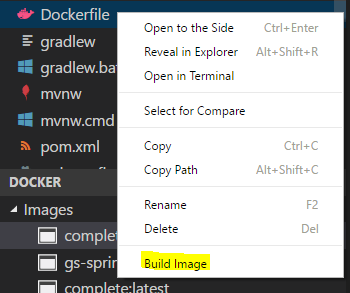 Dockerfile
gradlew
gradlew.bat
mvnw
mvnw.cmd
pom.xml
DOCKER
Images
comple
gs-sprin
complete:latest
Open to the Side Ctrl+Enter
Reveal in Explorer Alt+Shift+R
Open in Terminal
Select for Compare
Copy Ctrl+C
Copy Path Alt+Shift+C
Rename F2
Delete Del
Build Image